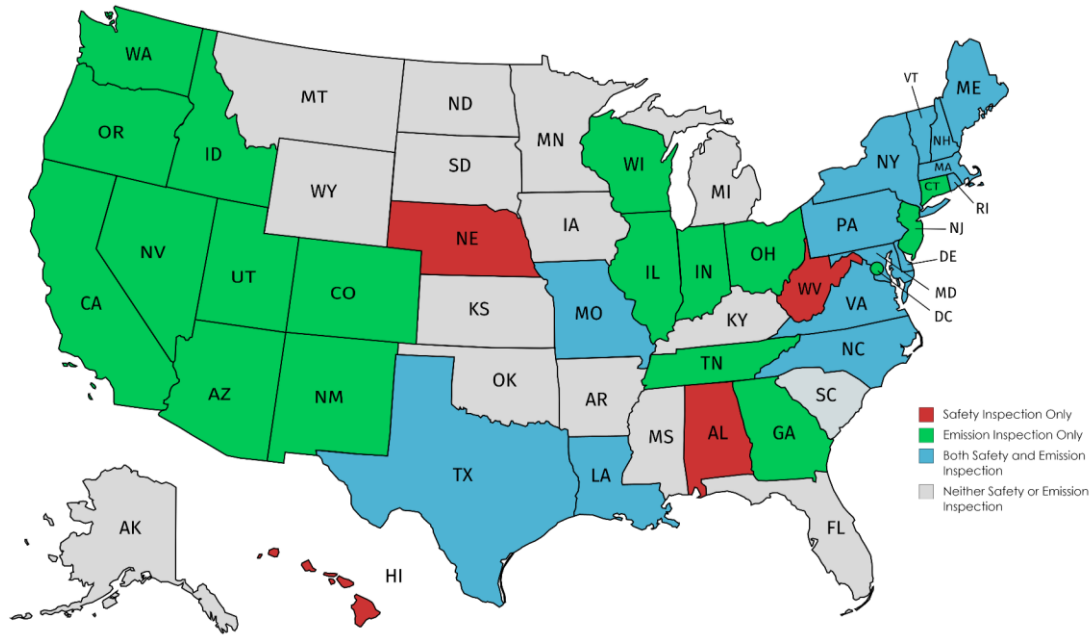 WA
MT
ND
MN
ME
VT
OR
ID
SD
WI
NH
NY
MA
WY
MI
CT
RI
NE
IA
PA
NJ
NV
UT
CO
IL
IN
OH
DE
CA
KS
MO
WV
VA
MD
DC
KY
NC
AZ
NM
OK
AR
TN
SC
MS
AL
GA
TX
LA
FL
AK
HI
Safety Inspection Only
Emission Inspection Only
Both Safety and Emission
Inspection
Neither Safety or Emission
Inspection